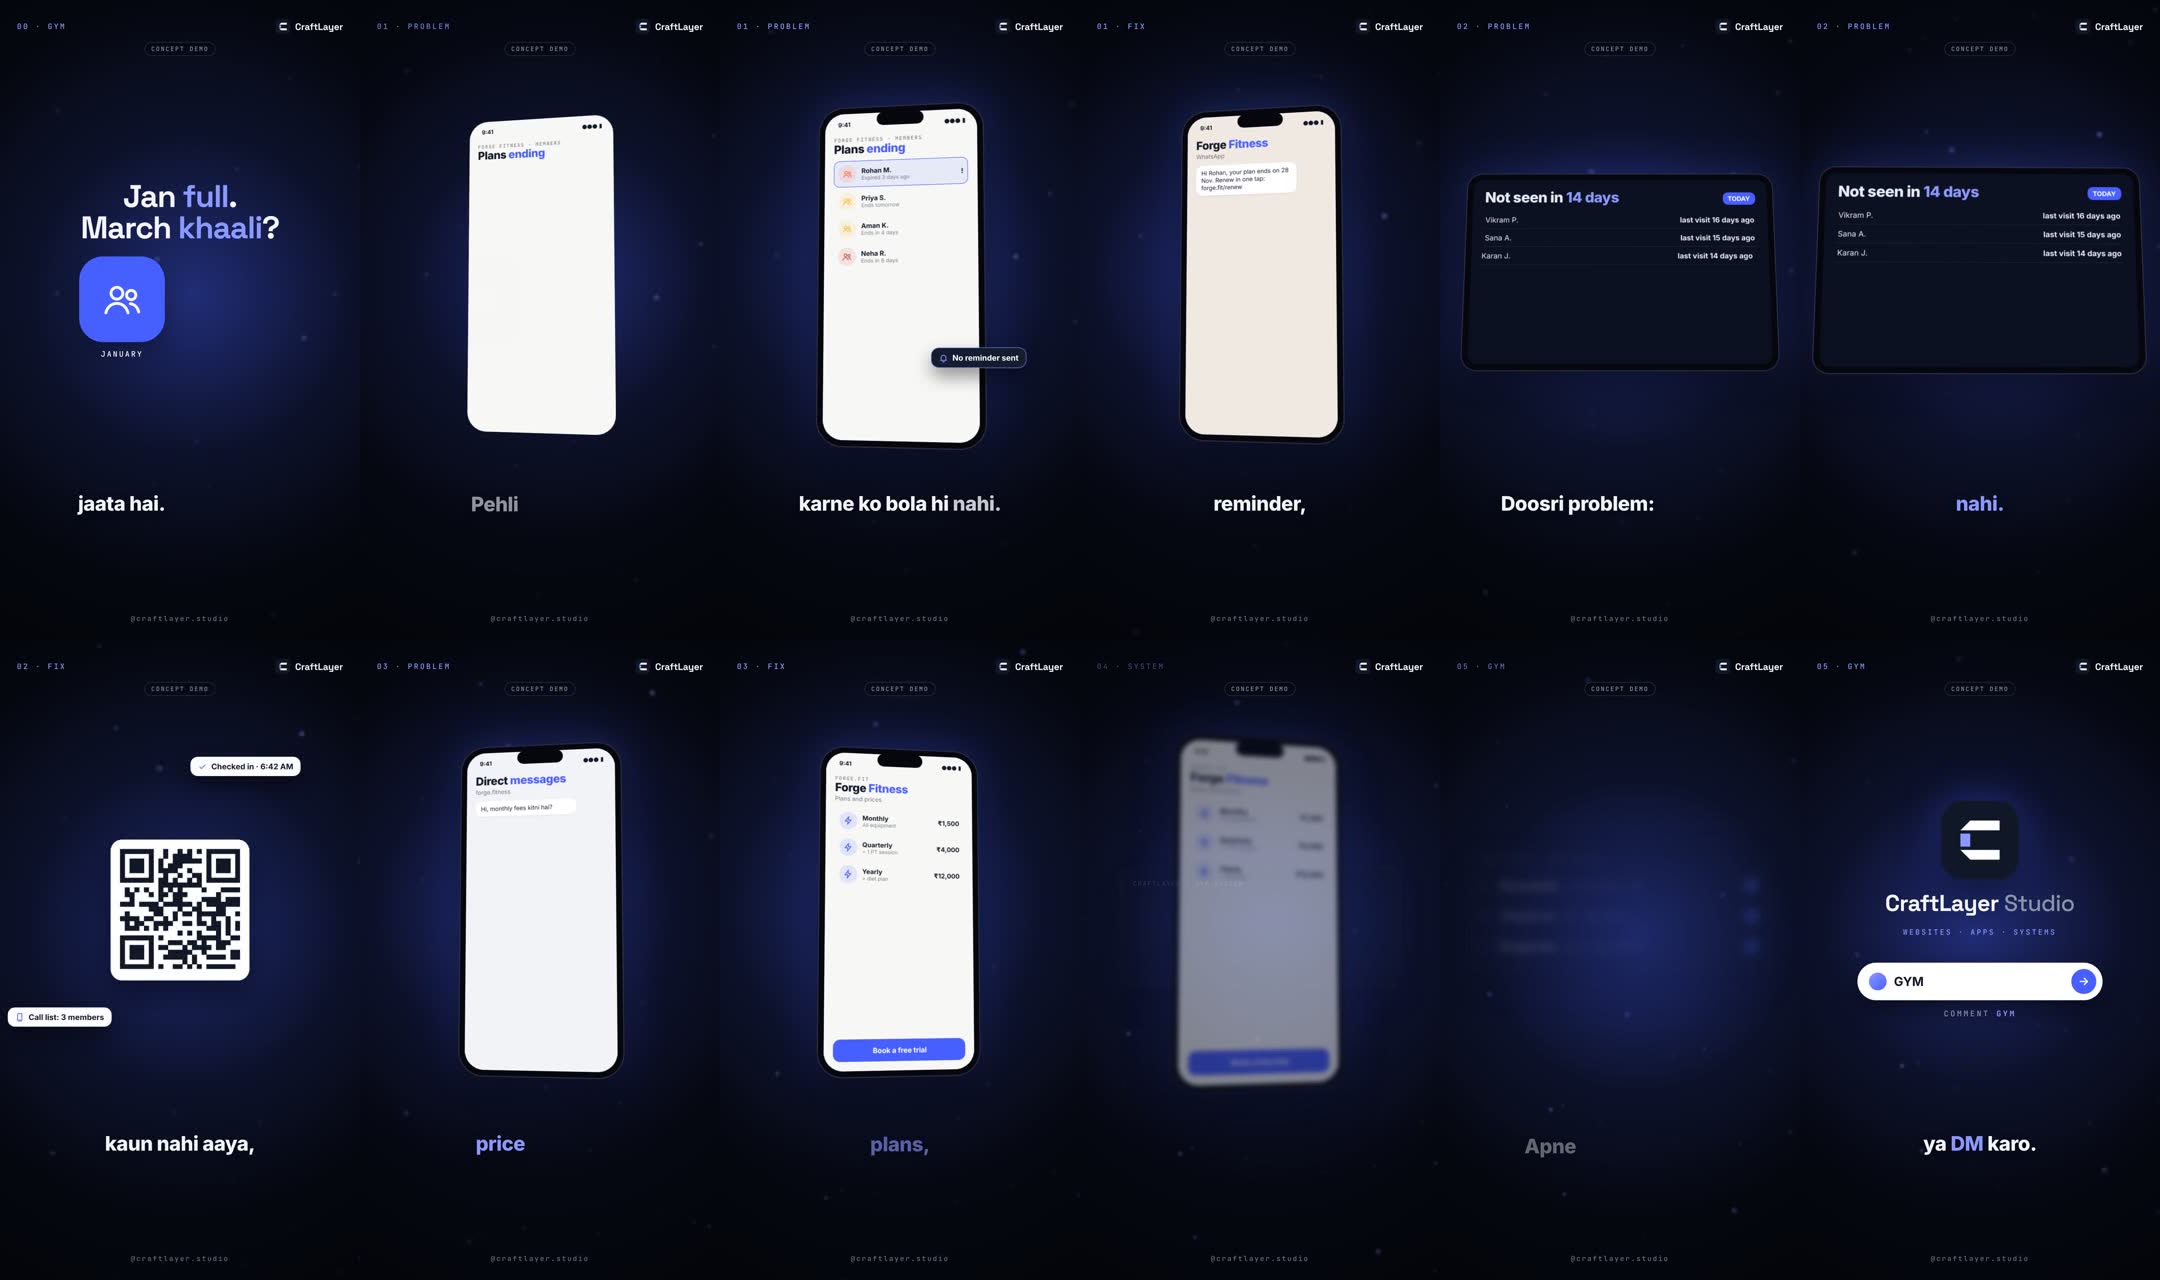 00 · GYM
CraftLayer
CONCEPT DEMO
Jan full.
March khaali?
JANUARY
jaata hai.
@craftlayer.studio
01 · PROBLEM
CraftLayer
CONCEPT DEMO
9:41
FORGE FITNESS · MEMBERS
Plans ending
Pehli
@craftlayer.studio
01 · PROBLEM
CraftLayer
CONCEPT DEMO
9:41
FORGE FITNESS · MEMBERS
Plans ending
Rohan M.
Expired 3 days ago
!
Priya S.
Ends tomorrow
Aman K.
Ends in 4 days
Neha R.
Ends in 6 days
No reminder sent
karne ko bola hi nahi.
@craftlayer.studio
01 · FIX
CraftLayer
CONCEPT DEMO
9:41
Forge Fitness
WhatsApp
Hi Rohan, your plan ends on 28
Nov. Renew in one tap:
forge.fit/renew
reminder,
@craftlayer.studio
02 · PROBLEM
CraftLayer
CONCEPT DEMO
Not seen in 14 days
TODAY
Vikram P. last visit 16 days ago
Sana A. last visit 15 days ago
Karan J. last visit 14 days ago
Doosri problem:
@craftlayer.studio
02 · PROBLEM
CraftLayer
CONCEPT DEMO
Not seen in 14 days
TODAY
Vikram P. last visit 16 days ago
Sana A. last visit 15 days ago
Karan J. last visit 14 days ago
nahi.
@craftlayer.studio
02 · FIX
CraftLayer
CONCEPT DEMO
Checked in · 6:42 AM
Call list: 3 members
kaun nahi aaya,
@craftlayer.studio
03 · PROBLEM
CraftLayer
CONCEPT DEMO
9:41
Direct messages
forge.fitness
Hi, monthly fees kitni hai?
price
@craftlayer.studio
03 · FIX
CraftLayer
CONCEPT DEMO
9:41
FORGE.FIT
Forge Fitness
Plans and prices
Monthly ₹1,500
All equipment
Quarterly ₹4,000
+ 1 PT session
Yearly ₹12,000
+ diet plan
Book a free trial
plans,
@craftlayer.studio
04 · SYSTEM
CraftLayer
CONCEPT DEMO
Forge Fitness
@craftlayer.studio
05 · GYM
CraftLayer
CONCEPT DEMO
Apne
@craftlayer.studio
05 · GYM
CraftLayer
CONCEPT DEMO
CraftLayer Studio
WEBSITES · APPS · SYSTEMS
GYM
COMMENT GYM
ya DM karo.
@craftlayer.studio